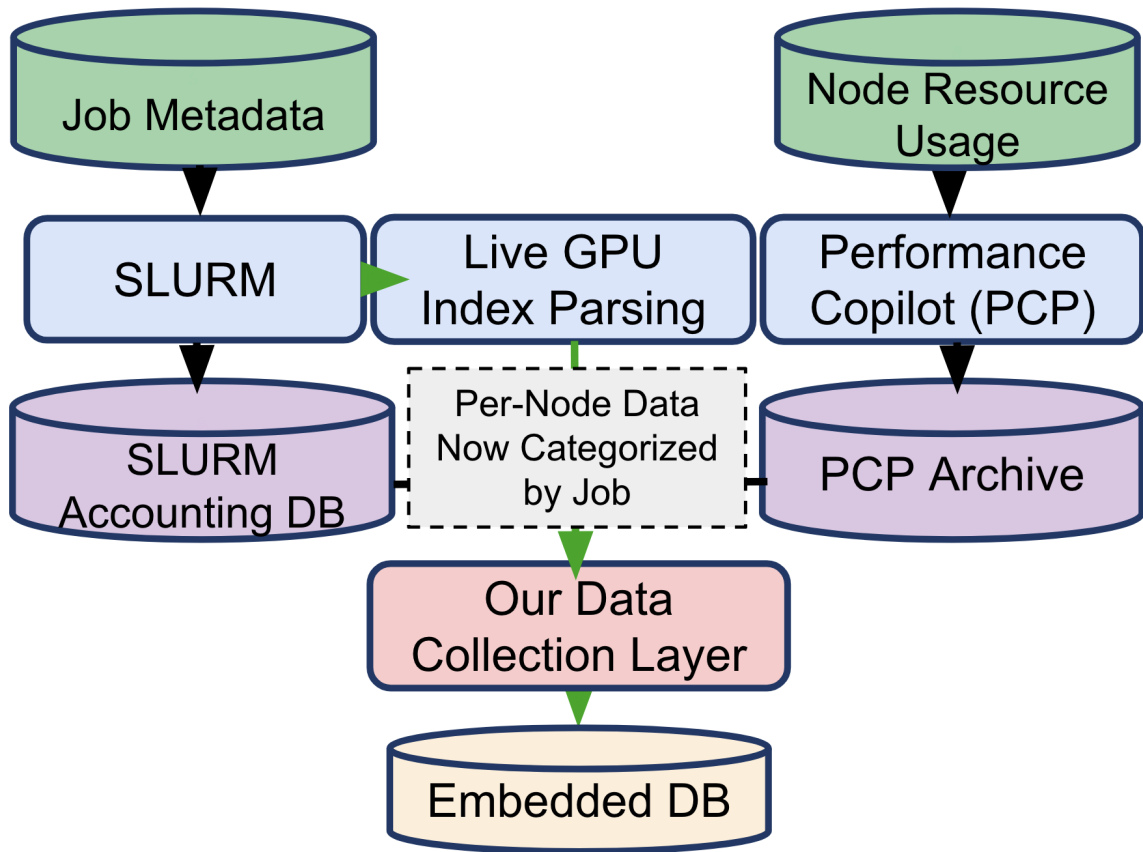 Job Metadata
Node Resource
Usage
SLURM
Live GPU
Index Parsing
Performance
Copilot (PCP)
SLURM
Accounting DB
Per-Node Data
Now Categorized
by Job
PCP Archive
Our Data
Collection Layer
Embedded DB